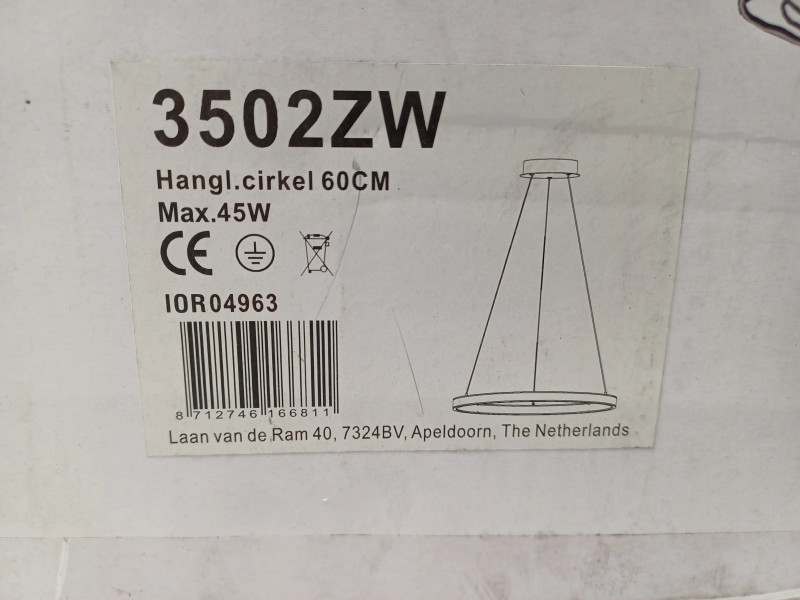 3502ZW
Hangl.cirkel 60CM
Max.45W
CE
IOR04963
8 712746 166811
Laan van de Ram 40, 7324BV, Apeldoorn, The Netherlands